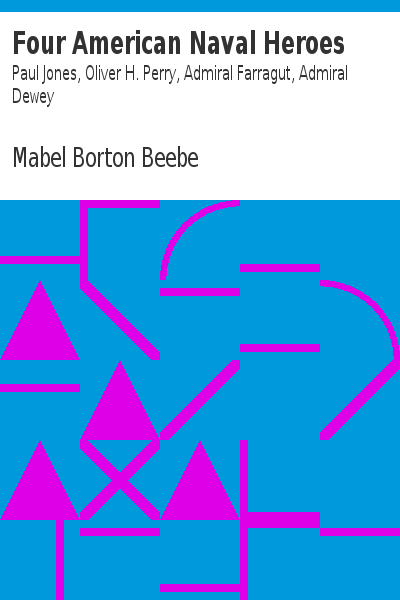 Four American Naval Heroes
Paul Jones, Oliver H. Perry, Admiral Farragut, Admiral
Dewey
Mabel Borton Beebe